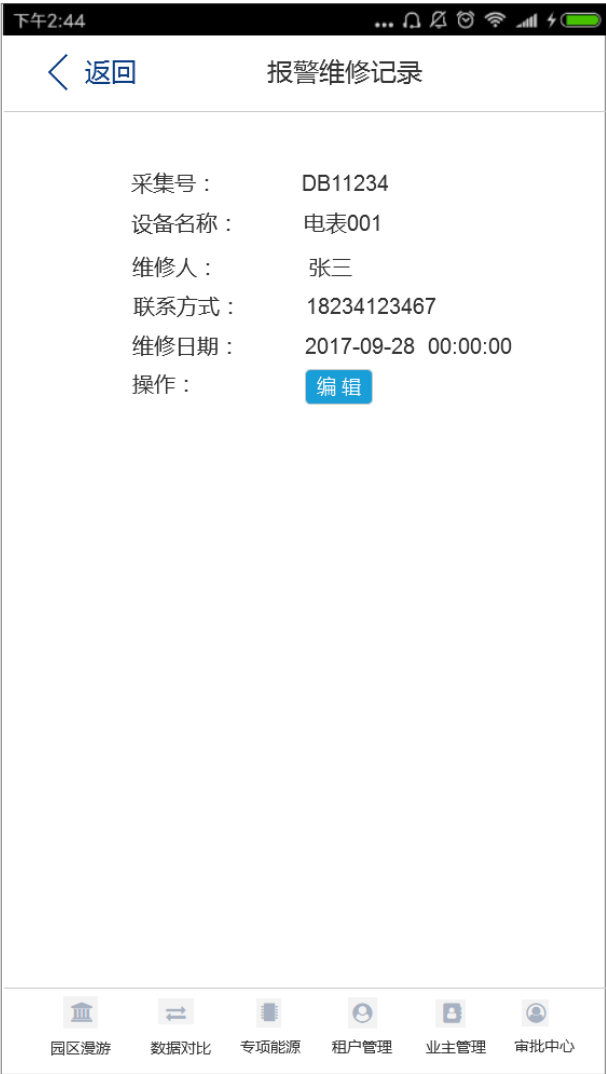 下午2:44
返回 报警维修记录
采集号： DB11234
设备名称： 电表001
维修人： 张三
联系方式： 18234123467
维修日期： 2017-09-28 00:00:00
操作： 编辑
园区漫游 数据对比 专项能源 租户管理 业主管理 审批中心